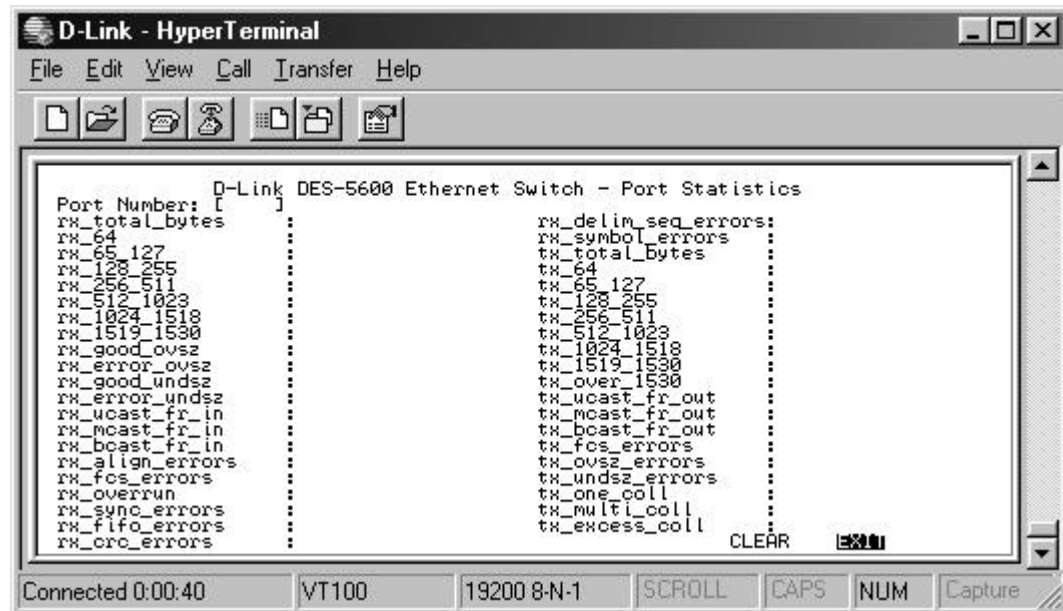 D-Link - HyperTerminal
File Edit View Call Transfer Help
D-Link DES-5600 Ethernet Switch - Port Statistics
Port Number: [ ]
rx_total_bytes : rx_delim_seq_errors:
rx_64 : rx_symbol_errors :
rx_65_127 : tx_total_bytes :
rx_128_255 : tx_64 :
rx_256_511 : tx_65_127 :
rx_512_1023 : tx_128_255 :
rx_1024_1518 : tx_256_511 :
rx_1519_1530 : tx_512_1023 :
rx_good_ovsz : tx_1024_1518 :
rx_error_ovsz : tx_1519_1530 :
rx_good_undsz : tx_over_1530 :
rx_error_undsz : tx_ucast_fr_out :
rx_ucast_fr_in : tx_mcast_fr_out :
rx_mcast_fr_in : tx_bcast_fr_out :
rx_bcast_fr_in : tx_fcs_errors :
rx_align_errors : tx_ovsz_errors :
rx_fcs_errors : tx_undsz_errors :
rx_overrun : tx_one_coll :
rx_sync_errors : tx_multi_coll :
rx_fifo_errors : tx_excess_coll :
rx_crc_errors : CLEAR EXIT
Connected 0:00:40 VT100 19200 8-N-1 SCROLL CAPS NUM Capture